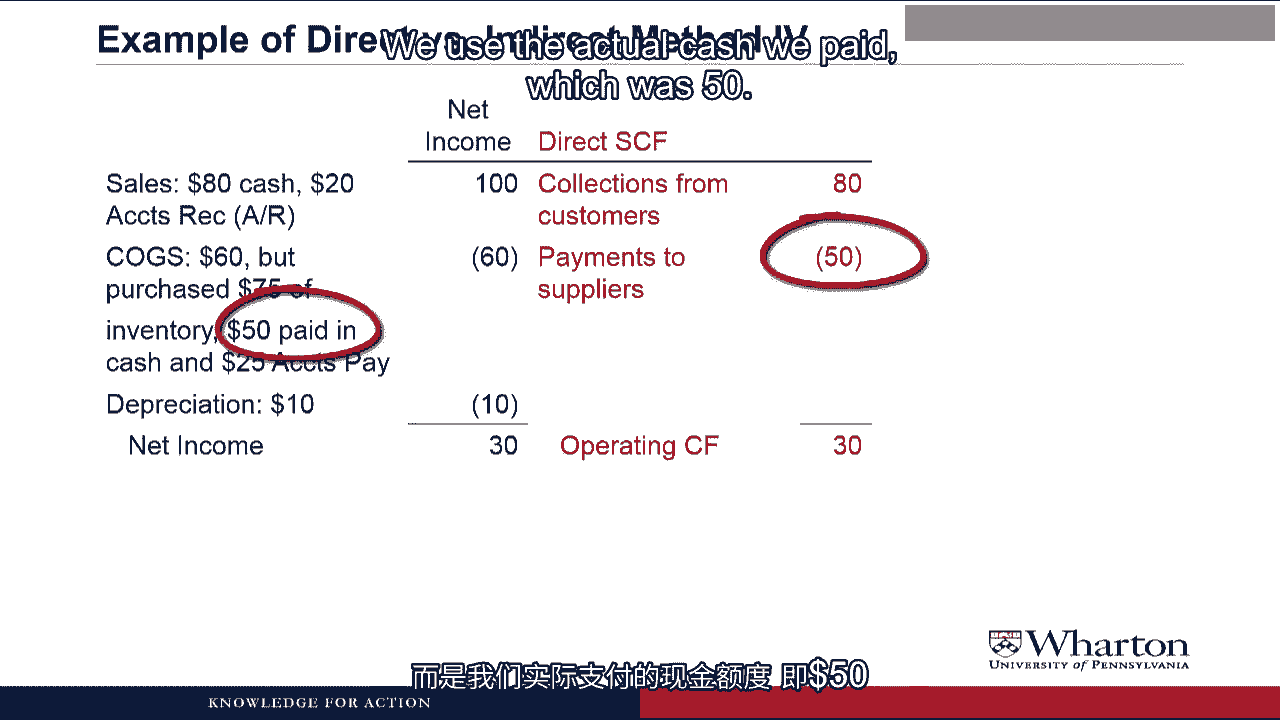 Example of Direct vs. Indirect Method IV
We use the actual cash we paid,
which was 50.
Net
Income Direct SCF
Sales: $80 cash, $20 100 Collections from 80
Accts Rec (A/R) customers
COGS: $60, but (60) Payments to (50)
purchased $75 of suppliers
inventory, $50 paid in
cash and $25 Accts Pay
Depreciation: $10 (10)
Net Income 30 Operating CF 30
Wharton
UNIVERSITY of PENNSYLVANIA
而是我们实际支付的现金额度 即$50
KNOWLEDGE FOR ACTION